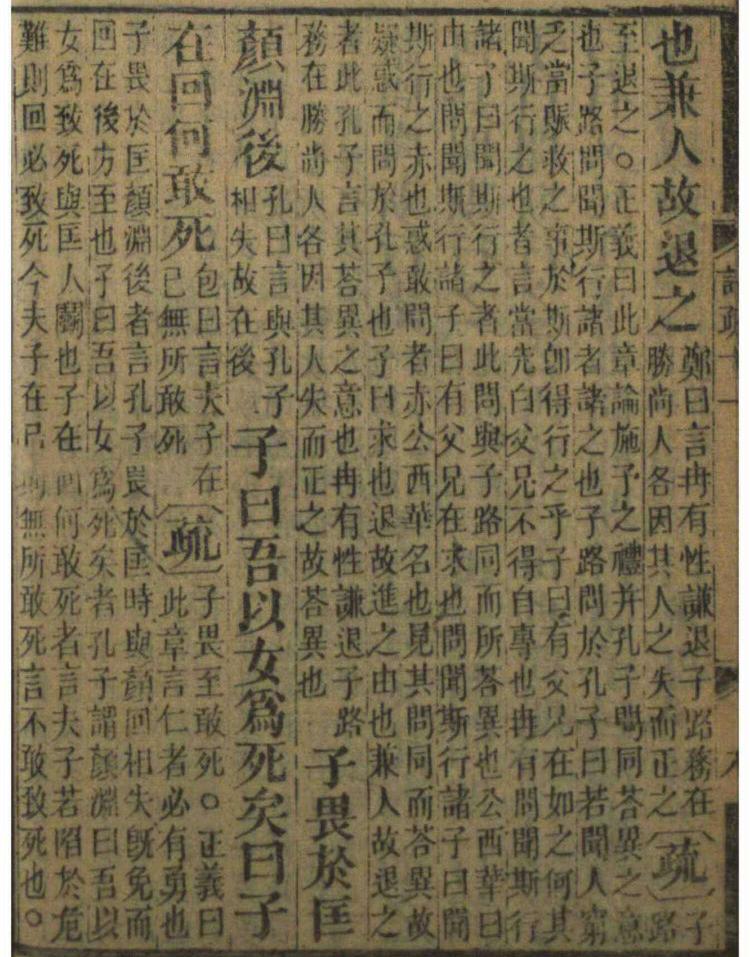 也兼人故退之鄭曰言冉有性謙退子路務在勝尚人各因其人之失而正之疏子路
至退之。正義曰此章論施予之禮并孔子問同荅異之意
也子路問聞斯行諸者諸之也子路問於孔子曰若聞人窮
乏當賑救之事於斯卽得行之乎子曰有父兄在如之何其
聞斯行之也者言當先白父兄不得自專也冉有問聞斯行
諸子曰聞斯行之者此問與子路同而所荅異也公西華曰
由也問聞斯行諸子曰有父兄在求也問聞斯行諸子曰聞
斯行之赤也惑敢問者赤公西華名也見其問同而荅異故
疑惑而問於孔子也子曰求也退故進之由也兼人故退之
者此孔子言其荅異之意也冉有性謙退子路務在勝尚人各因其人失而正之故荅異也子畏於匡
顏淵後孔曰言與孔子相失故在後子曰吾以女爲死矣曰子
在回何敢死包曰言夫子在己無所敢死疏子畏至敢死。正義曰此章言仁者必有勇也
子畏於匡顏淵後者言孔子畏於匡時與顏回相失旣免而
回在後方至也子曰吾以女爲死矣者孔子謂顏淵曰吾以
女爲致死與匡人鬭也子在回何敢死者言夫子若陷於危
難則回必致死今夫子在己則無所敢死言不敢致死也。